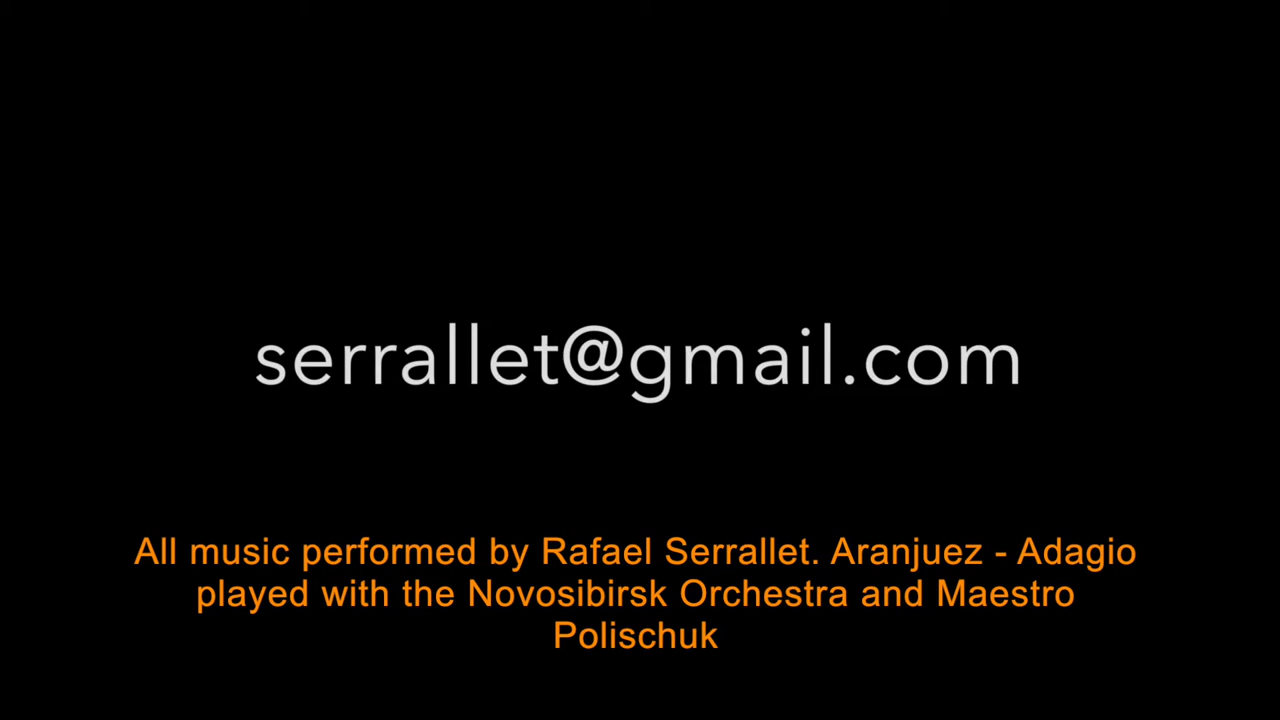 serrallet@gmail.com
All music performed by Rafael Serrallet. Aranjuez - Adagio
played with the Novosibirsk Orchestra and Maestro
Polischuk